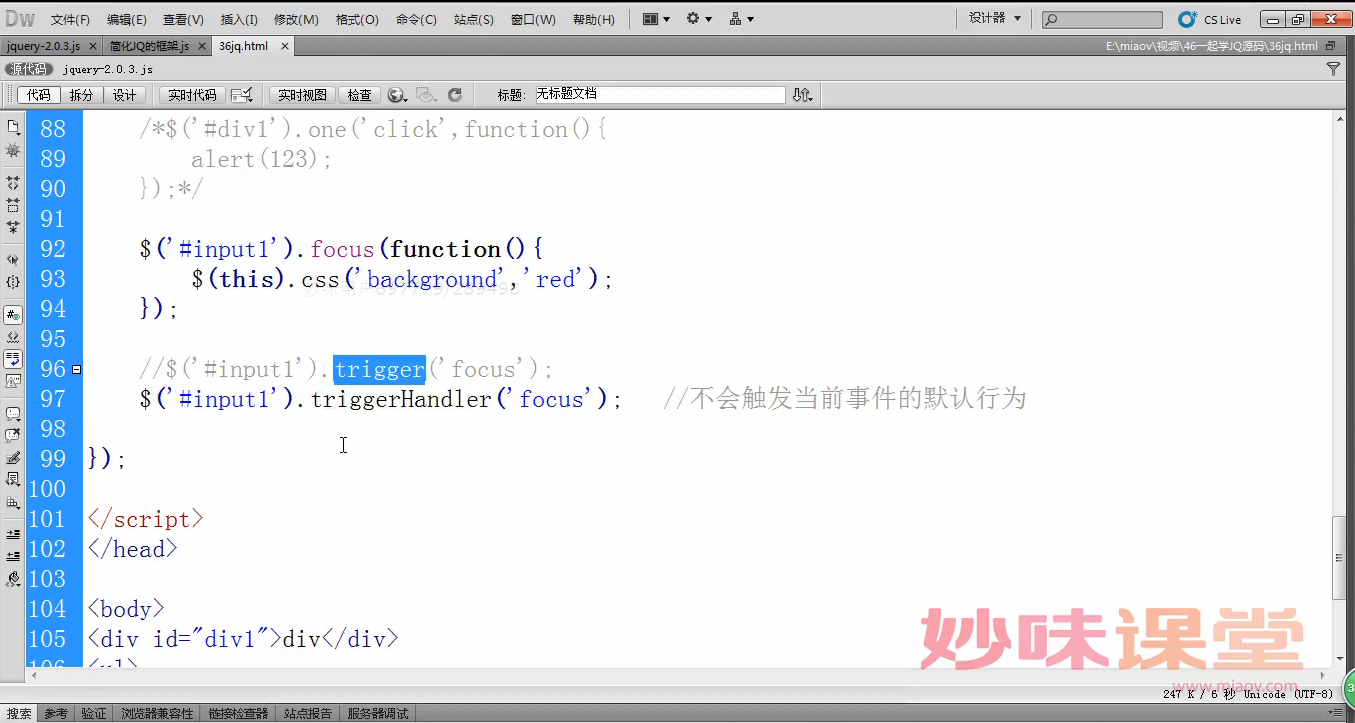 Dw 文件(F) 编辑(E) 查看(V) 插入(I) 修改(M) 格式(O) 命令(C) 站点(S) 窗口(W) 帮助(H) 设计器 CS Live
jquery-2.0.3.js × 简化JQ的框架.js × 36jq.html × E:\miaov\视频\46一起学JQ源码\36jq.html
源代码 jquery-2.0.3.js
代码 拆分 设计 实时代码 实时视图 检查 标题: 无标题文档
88 /*$('#div1').one('click',function(){
89 alert(123);
90 });*/
91
92 $('#input1').focus(function(){
93 $(this).css('background','red');
94 });
95
96 //$('#input1').trigger('focus');
97 $('#input1').triggerHandler('focus'); //不会触发当前事件的默认行为
98
99 });
100
101 </script>
102 </head>
103
104 <body>
105 <div id="div1">div</div>
106 <ul>
妙味课堂
www.miaov.com
247 K / 6 秒 Unicode (UTF-8)
搜索 参考 验证 浏览器兼容性 链接检查器 站点报告 服务器调试